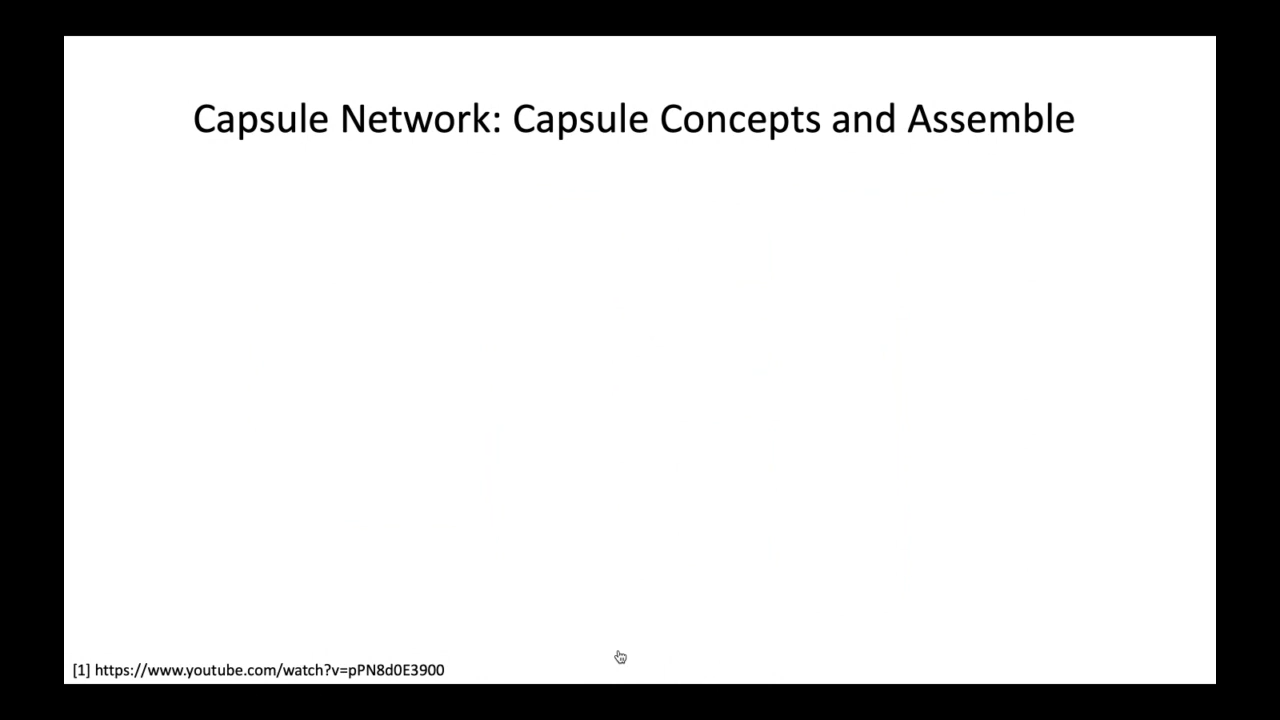 Capsule Network: Capsule Concepts and Assemble
[1] https://www.youtube.com/watch?v=pPN8d0E3900